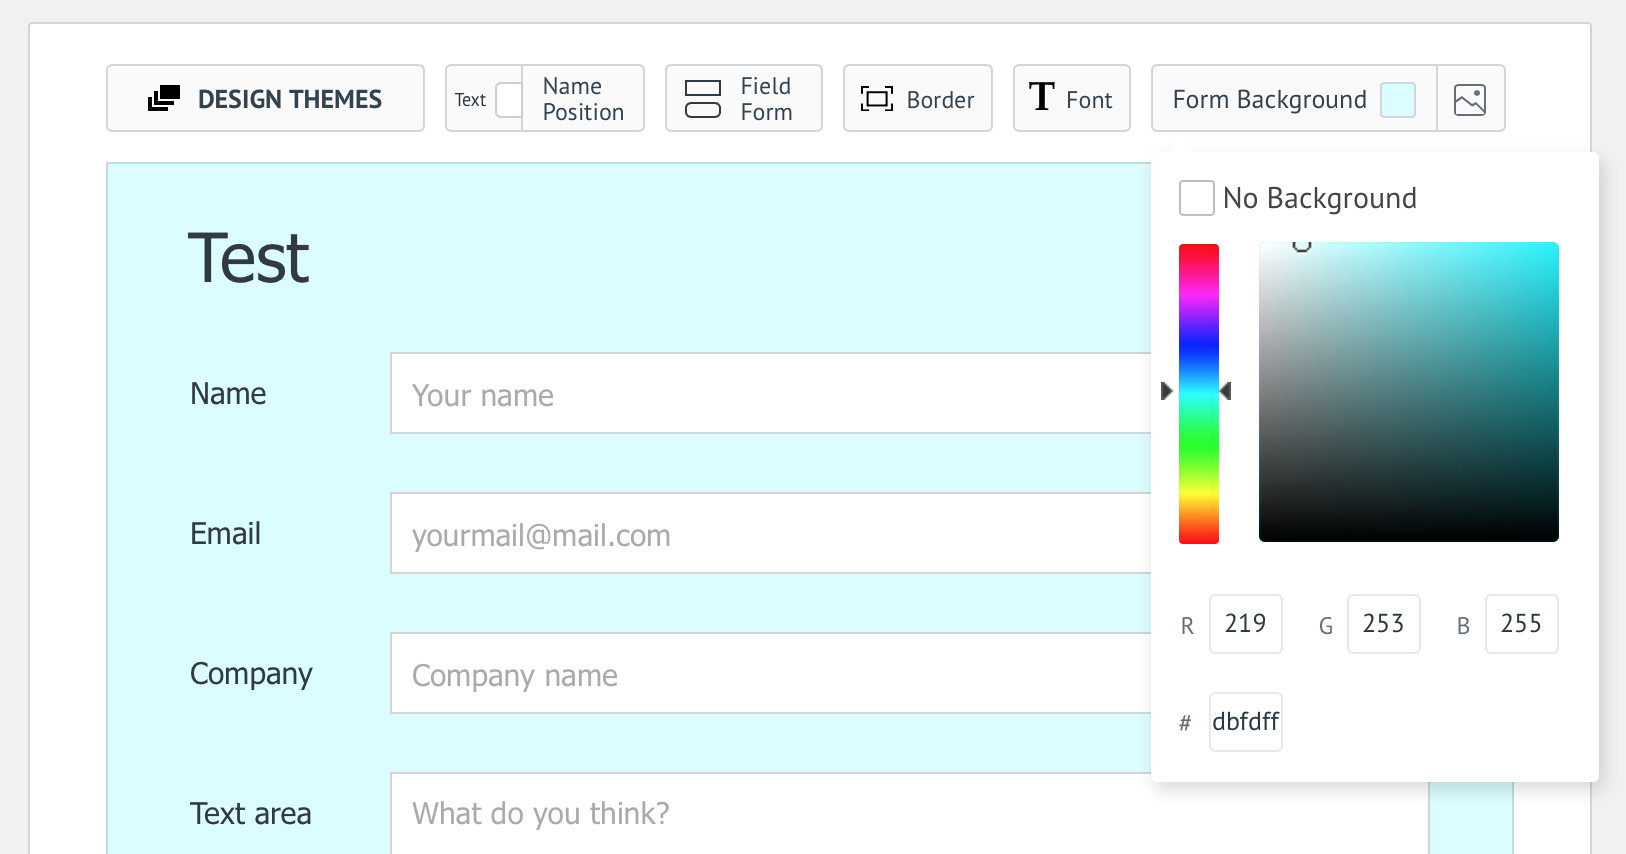 DESIGN THEMES
Text
Name
Position
Field
Form
Border
T Font
Form Background
No Background
Test
Name
Your name
Email
yourmail@mail.com
Company
Company name
Text area
What do you think?
R 219 G 253 B 255
# dbfdff